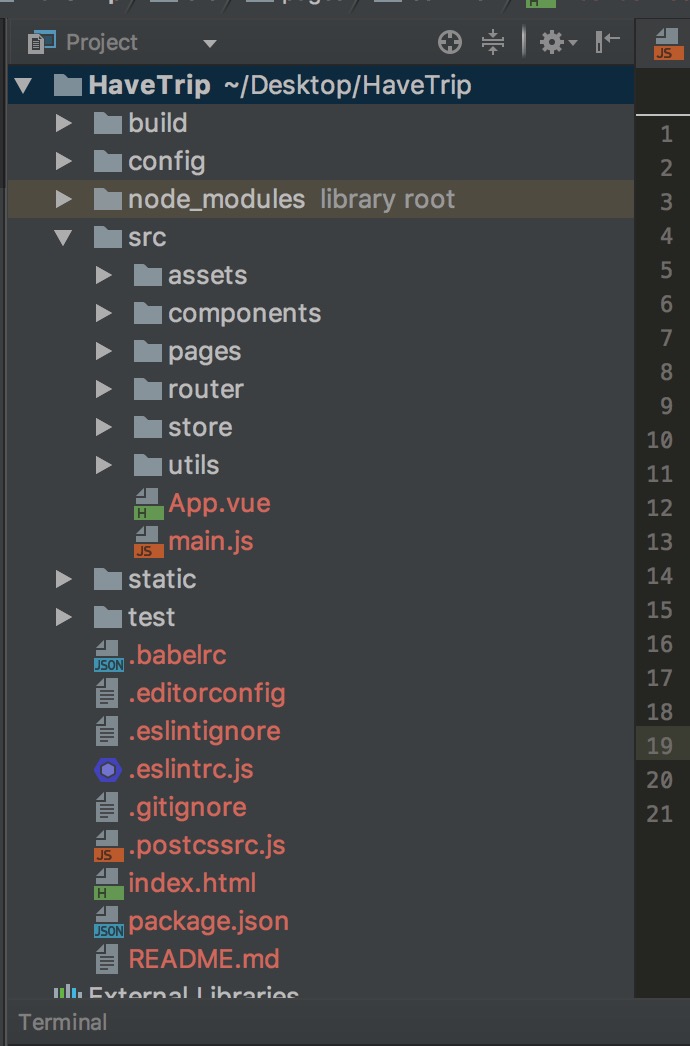 Project
JS
HaveTrip ~/Desktop/HaveTrip
build
config
node_modules library root
src
assets
components
pages
router
store
utils
H App.vue
JS main.js
static
test
JSON .babelrc
.editorconfig
.eslintignore
.eslintrc.js
.gitignore
JS .postcssrc.js
H index.html
JSON package.json
README.md
External Libraries
Terminal
1
2
3
4
5
6
7
8
9
10
11
12
13
14
15
16
17
18
19
20
21